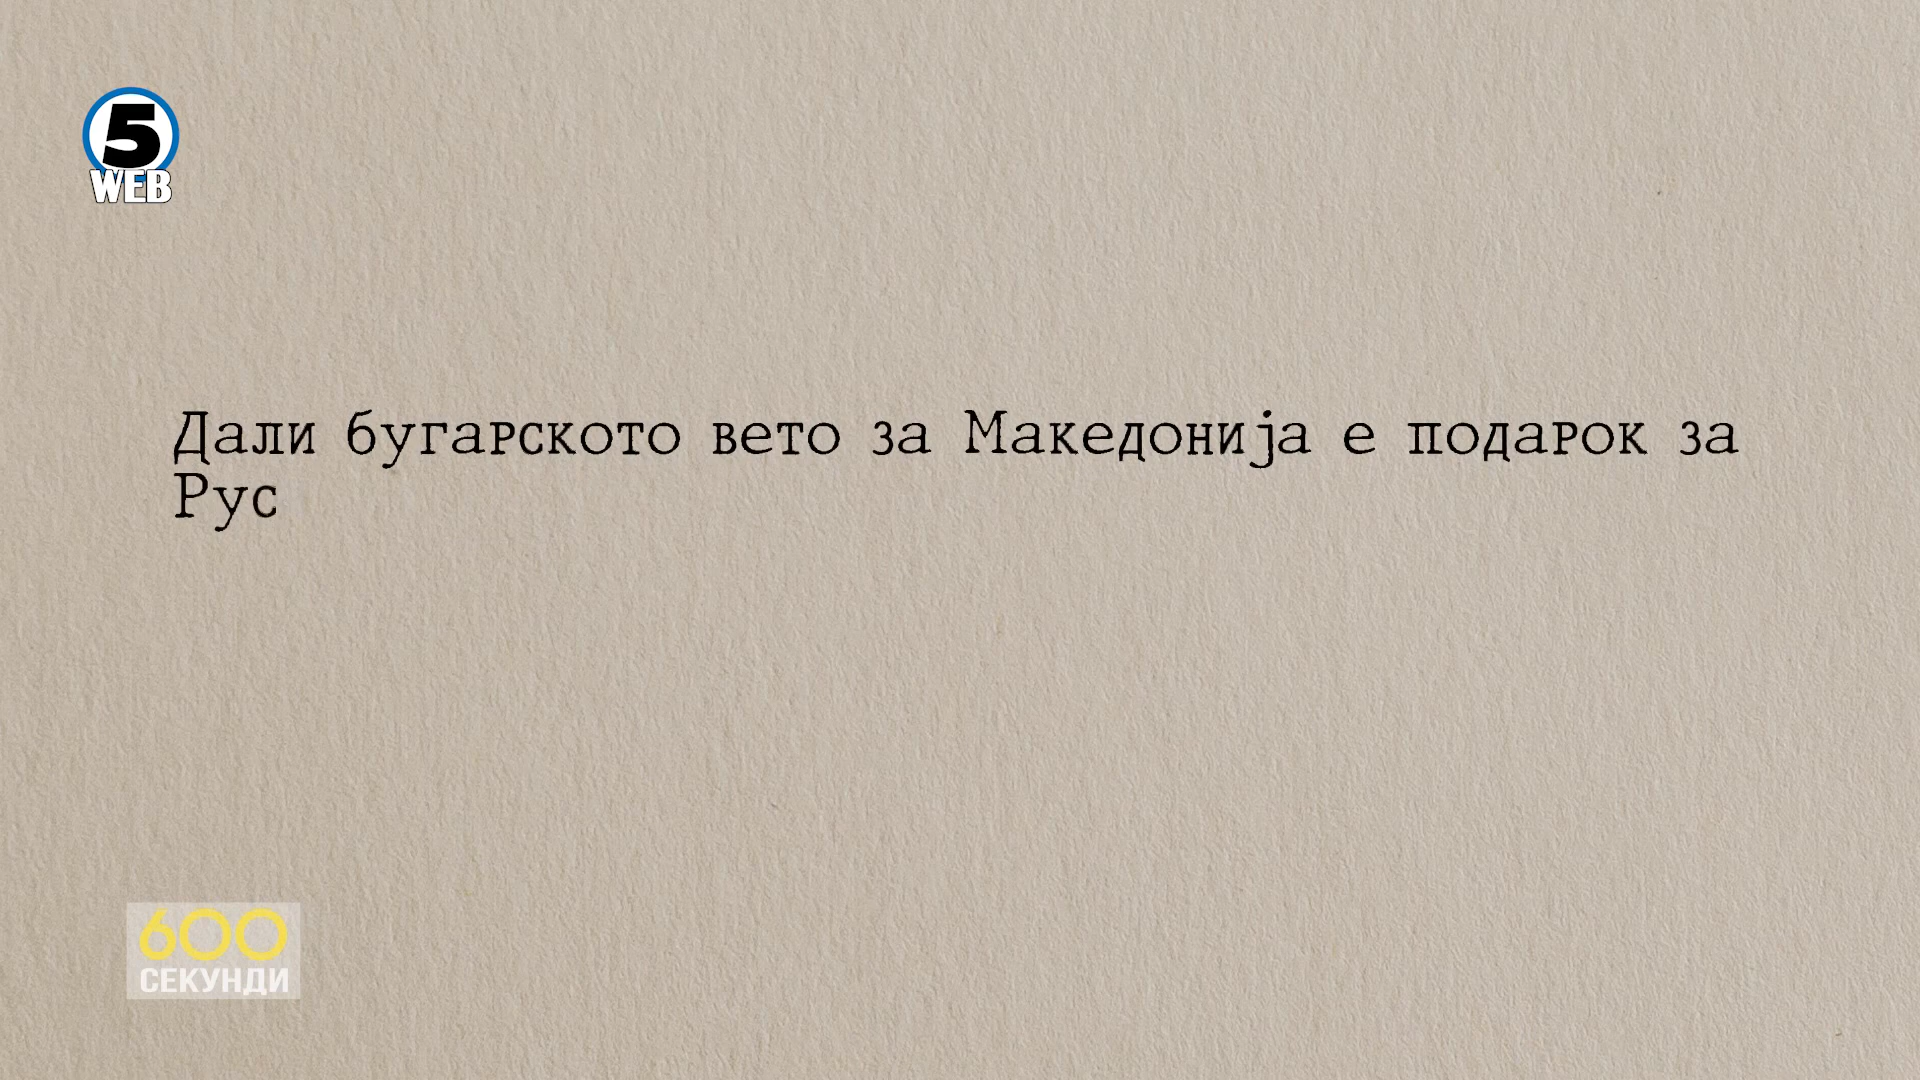 5
WEB
Дали бугарското вето за Македонија е подарок за
Рус
600
СЕКУНДИ